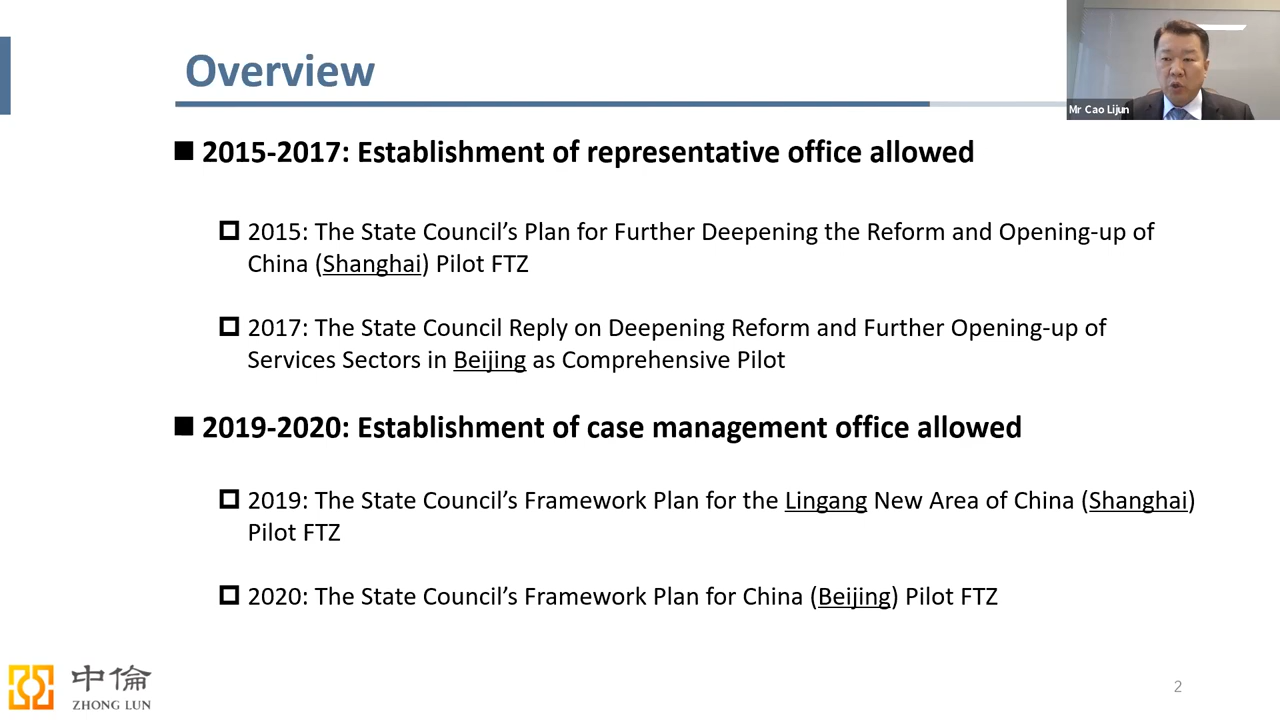 Overview
Mr Cao Lijun
2015-2017: Establishment of representative office allowed
2015: The State Council’s Plan for Further Deepening the Reform and Opening-up of
China (Shanghai) Pilot FTZ
2017: The State Council Reply on Deepening Reform and Further Opening-up of
Services Sectors in Beijing as Comprehensive Pilot
2019-2020: Establishment of case management office allowed
2019: The State Council’s Framework Plan for the Lingang New Area of China (Shanghai)
Pilot FTZ
2020: The State Council’s Framework Plan for China (Beijing) Pilot FTZ
中倫
ZHONG LUN
2